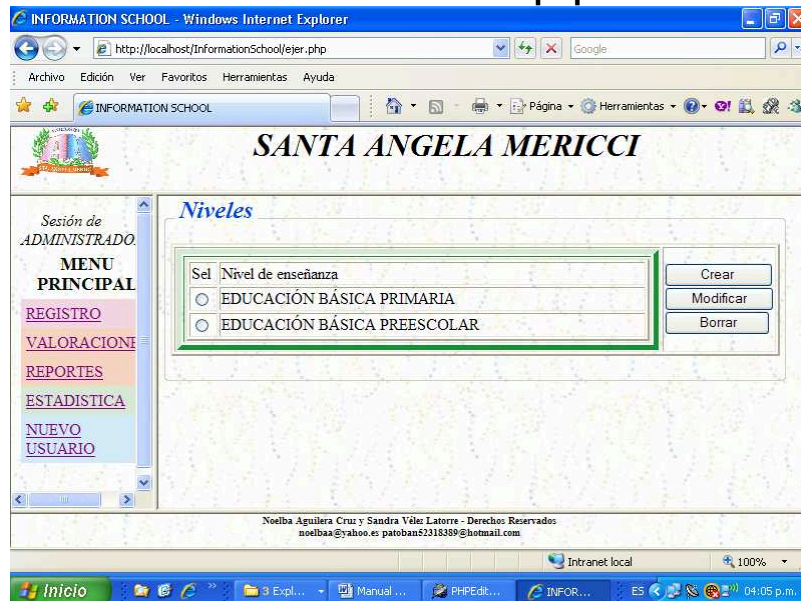 INFORMATION SCHOOL - Windows Internet Explorer
http://localhost/InformationSchool/ejer.php
Google
Archivo Edición Ver Favoritos Herramientas Ayuda
INFORMATION SCHOOL
Página Herramientas
SANTA ANGELA MERICCI
Sesión de
ADMINISTRADO
MENU
PRINCIPAL
REGISTRO
VALORACIONE
REPORTES
ESTADISTICA
NUEVO
USUARIO
Niveles
Sel Nivel de enseñanza
EDUCACIÓN BÁSICA PRIMARIA
EDUCACIÓN BÁSICA PREESCOLAR
Crear
Modificar
Borrar
Noelba Aguilera Cruz y Sandra Vélez Latorre - Derechos Reservados
noelbaa@yahoo.es patoban52318389@hotmail.com
Intranet local 100%
Inicio 3 Expl... Manual ... PHPEdit... INFOR... ES 04:05 p.m.